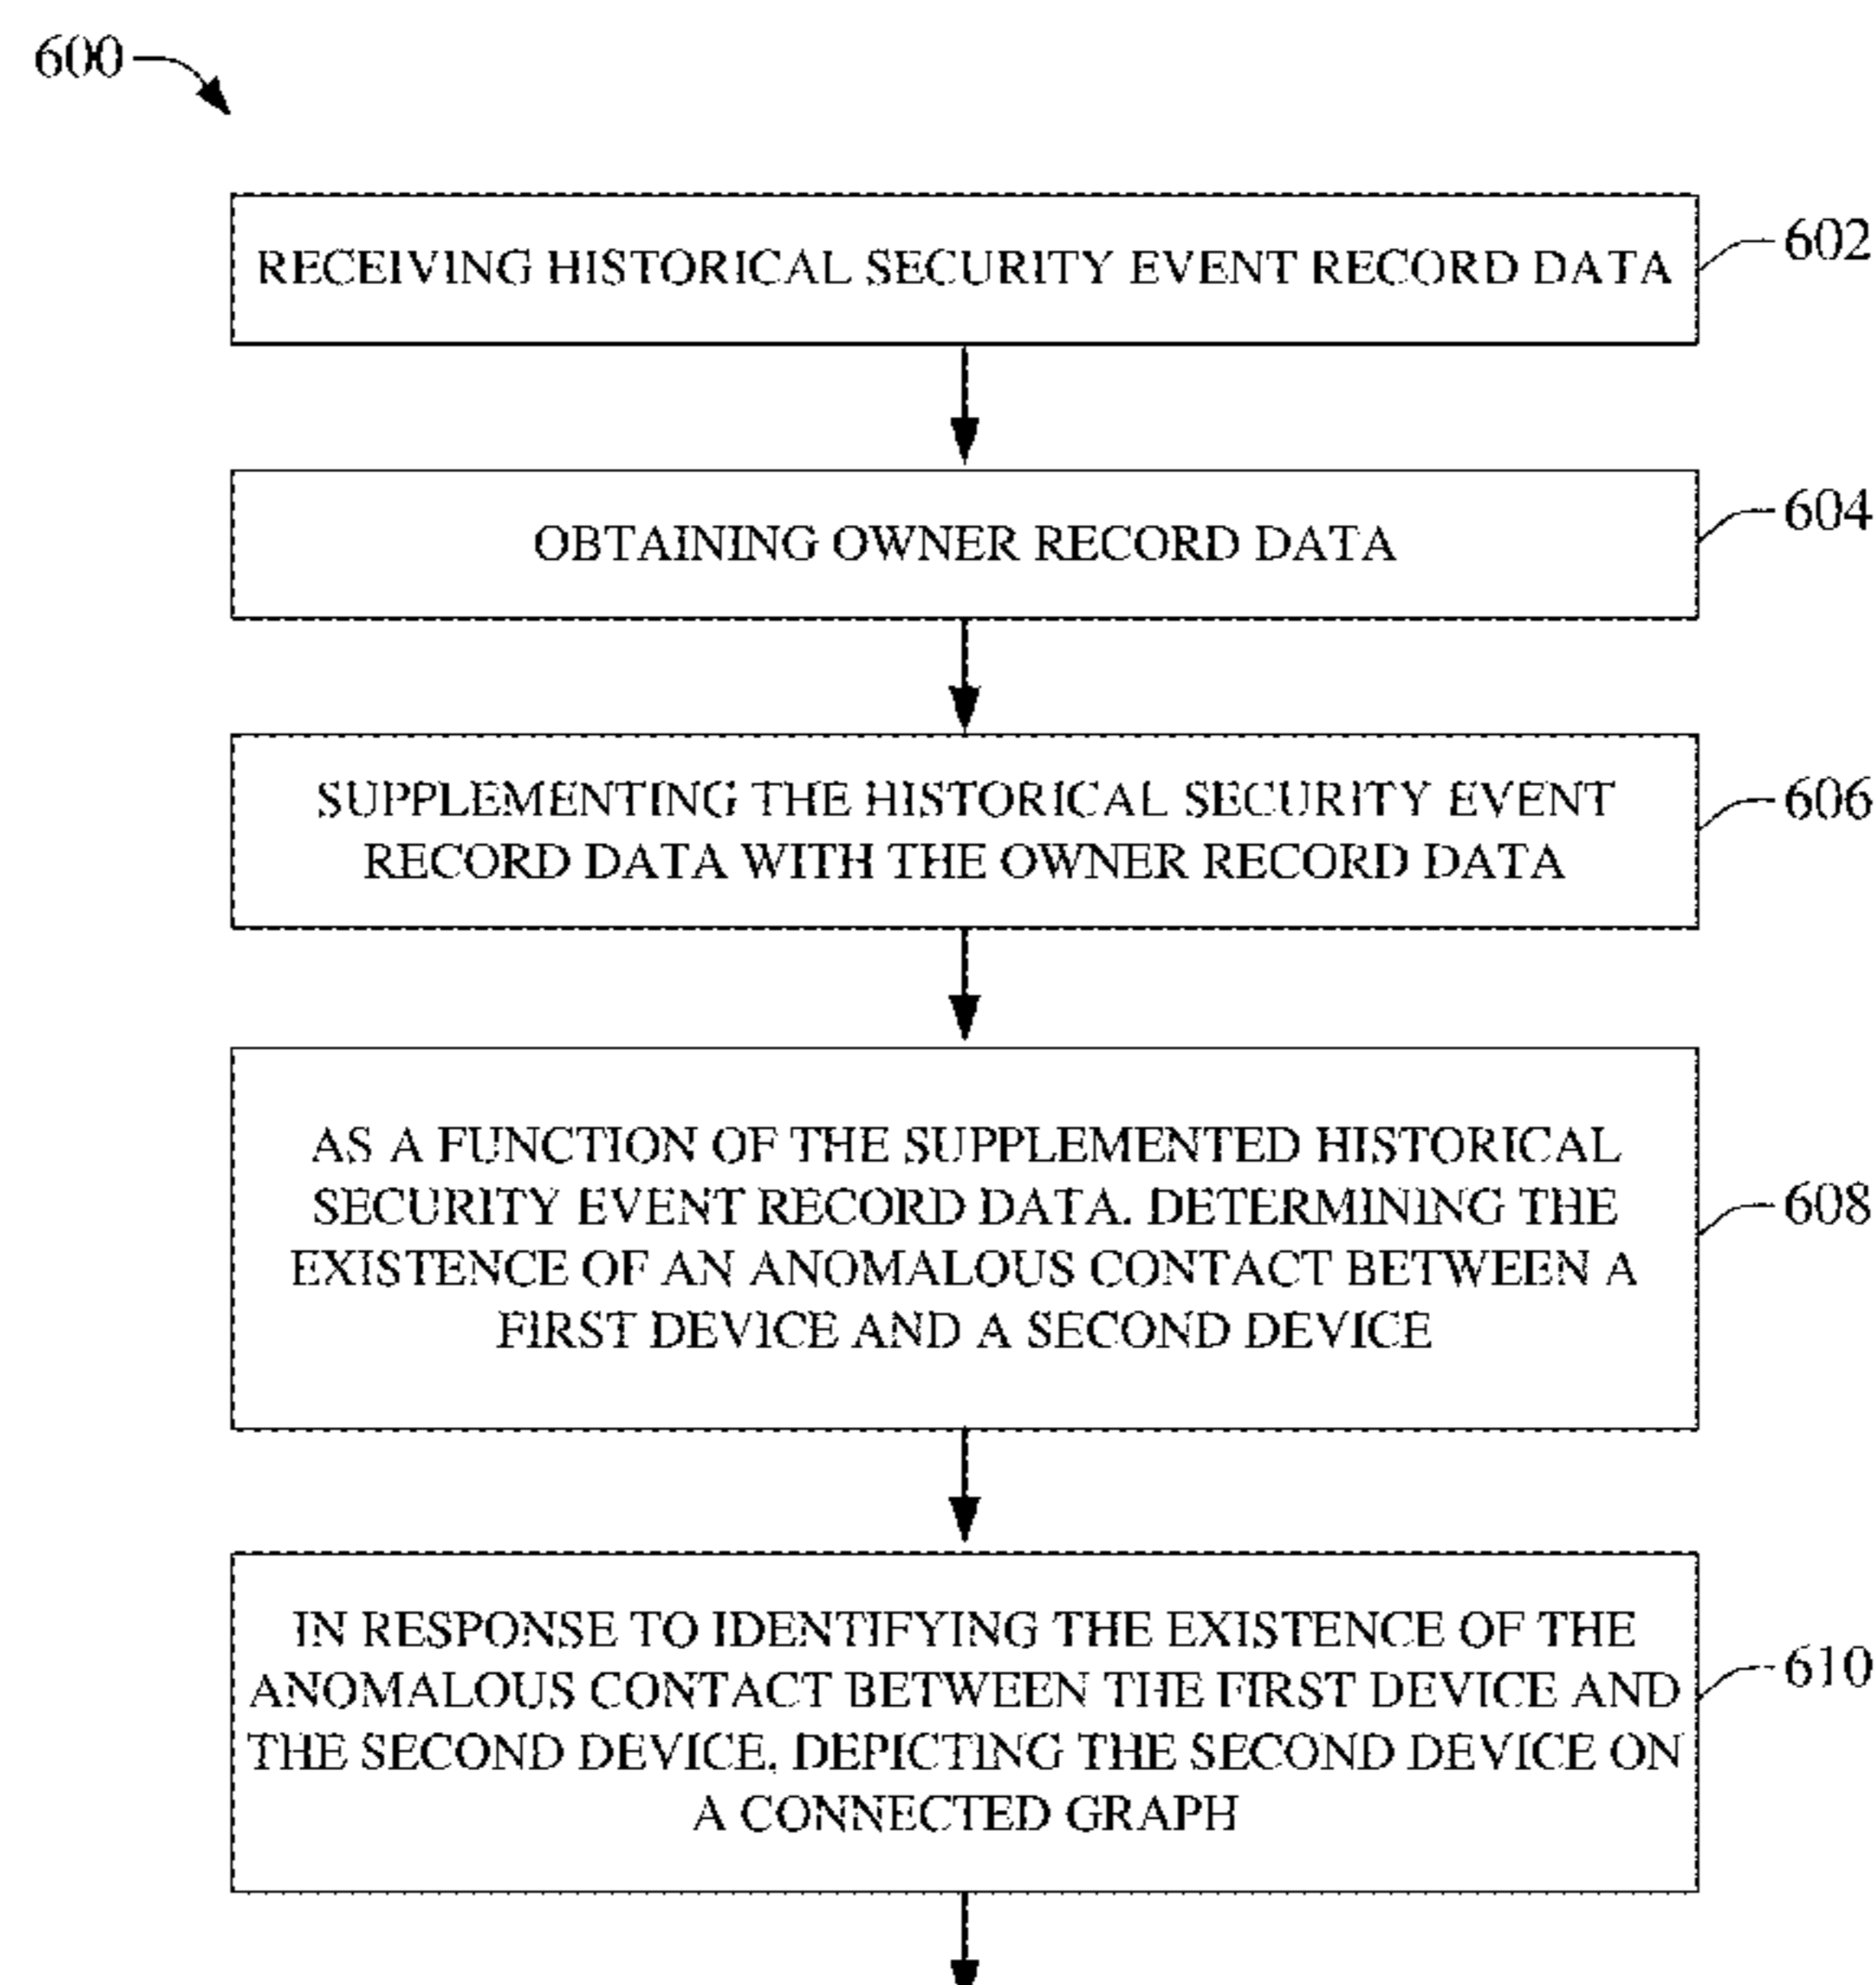 600
RECEIVING HISTORICAL SECURITY EVENT RECORD DATA
602
OBTAINING OWNER RECORD DATA
604
SUPPLEMENTING THE HISTORICAL SECURITY EVENT
RECORD DATA WITH THE OWNER RECORD DATA
606
AS A FUNCTION OF THE SUPPLEMENTED HISTORICAL
SECURITY EVENT RECORD DATA, DETERMINING THE
EXISTENCE OF AN ANOMALOUS CONTACT BETWEEN A
FIRST DEVICE AND A SECOND DEVICE
608
IN RESPONSE TO IDENTIFYING THE EXISTENCE OF THE
ANOMALOUS CONTACT BETWEEN THE FIRST DEVICE AND
THE SECOND DEVICE, DEPICTING THE SECOND DEVICE ON
A CONNECTED GRAPH
610